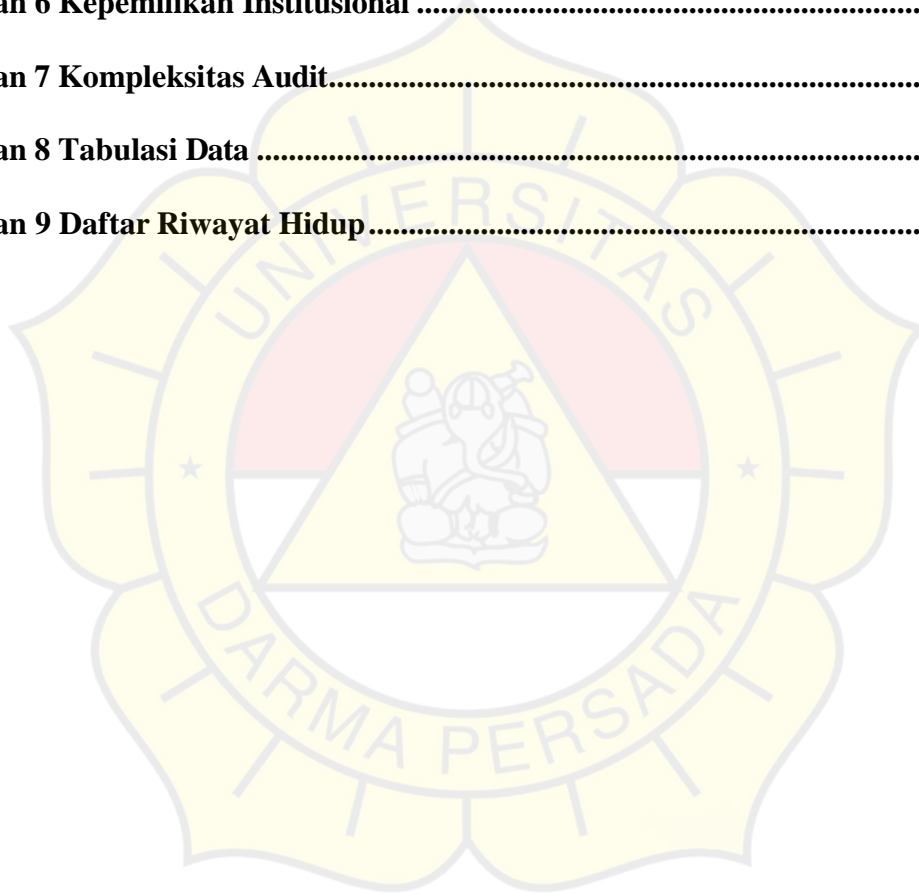 an 6 Kepemilikan Institusional ................................................................
an 7 Kompleksitas Audit...........................................................................
an 8 Tabulasi Data ....................................................................................
an 9 Daftar Riwayat Hidup......................................................................
UNIVERSITAS
DARMA PERSADA